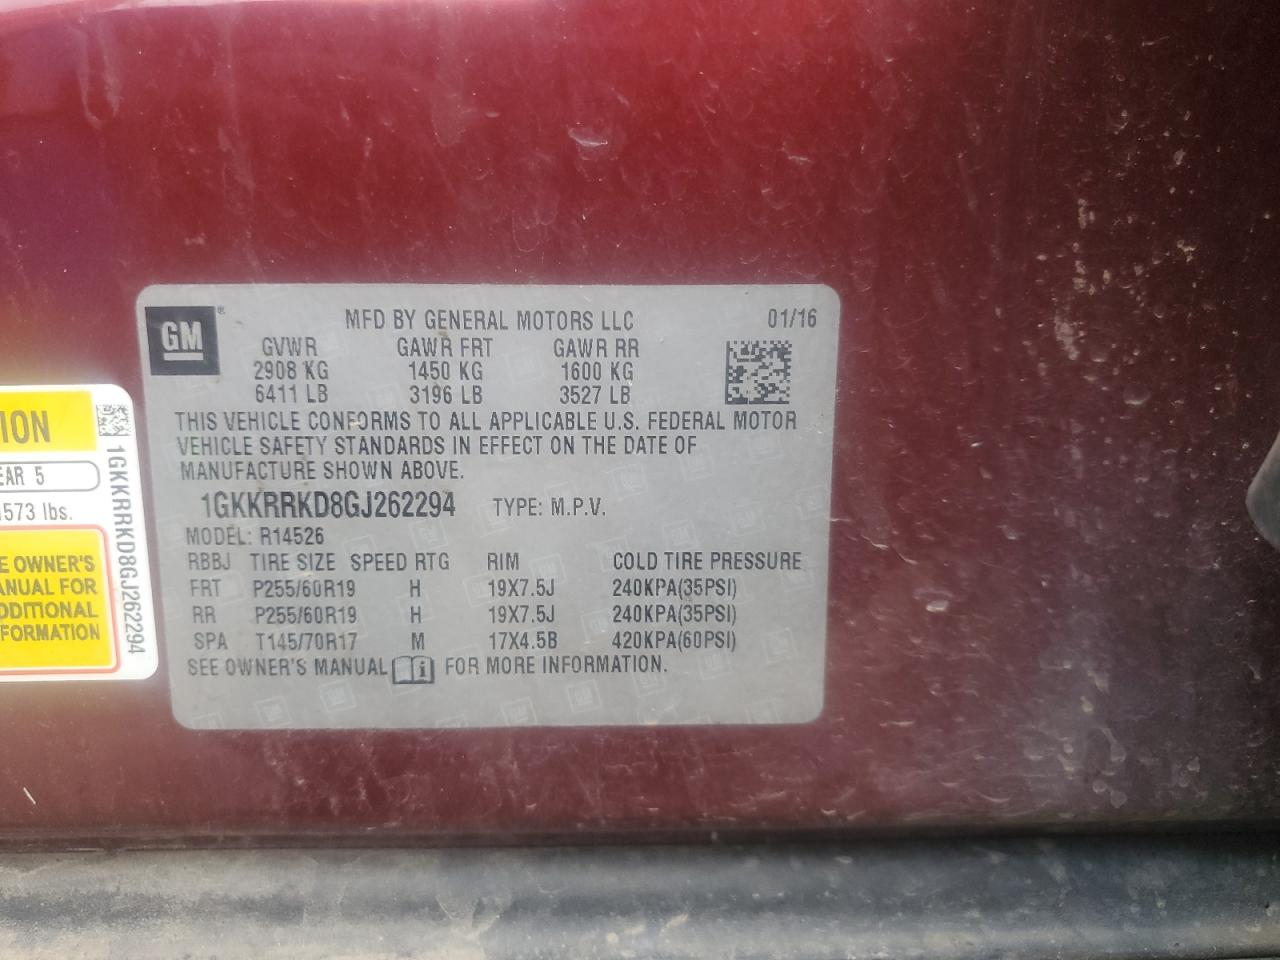 GM
MFD BY GENERAL MOTORS LLC 01/16
GVWR GAWR FRT GAWR RR
2908 KG 1450 KG 1600 KG
6411 LB 3196 LB 3527 LB
THIS VEHICLE CONFORMS TO ALL APPLICABLE U.S. FEDERAL MOTOR
VEHICLE SAFETY STANDARDS IN EFFECT ON THE DATE OF
MANUFACTURE SHOWN ABOVE.
1GKKRRKD8GJ262294 TYPE: M.P.V.
MODEL: R14526
RBBJ TIRE SIZE SPEED RTG RIM COLD TIRE PRESSURE
FRT P255/60R19 H 19X7.5J 240KPA(35PSI)
RR P255/60R19 H 19X7.5J 240KPA(35PSI)
SPA T145/70R17 M 17X4.5B 420KPA(60PSI)
SEE OWNER'S MANUAL FOR MORE INFORMATION.
ION
EAR 5
573 lbs.
E OWNER'S
ANUAL FOR
DDITIONAL
FORMATION
1GKKRRKD8GJ262294